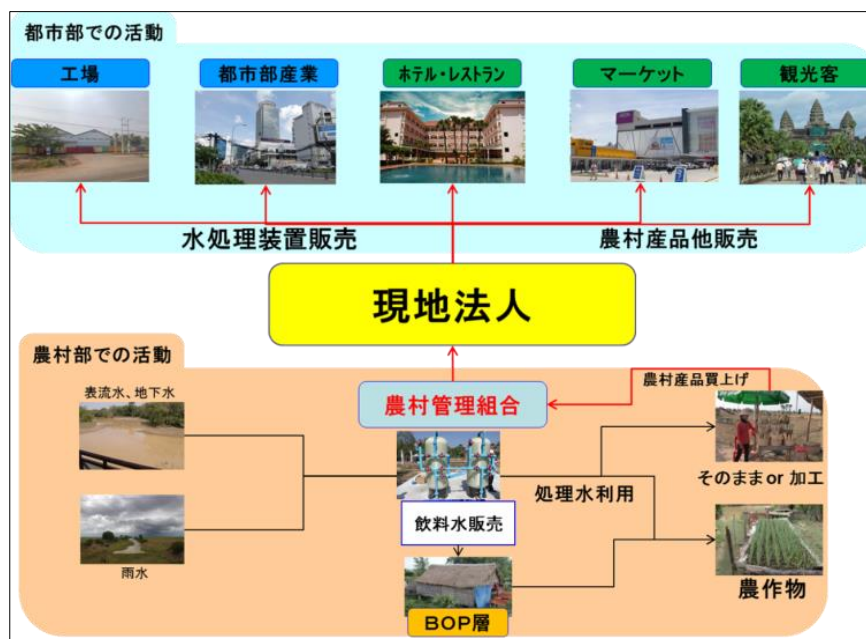 都市部での活動
工場
都市部産業
ホテル・レストラン
マーケット
観光客
水処理装置販売
農村産品他販売
現地法人
農村部での活動
表流水、地下水
農村管理組合
農村産品買上げ
処理水利用
そのまま or 加工
飲料水販売
雨水
農作物
BOP層